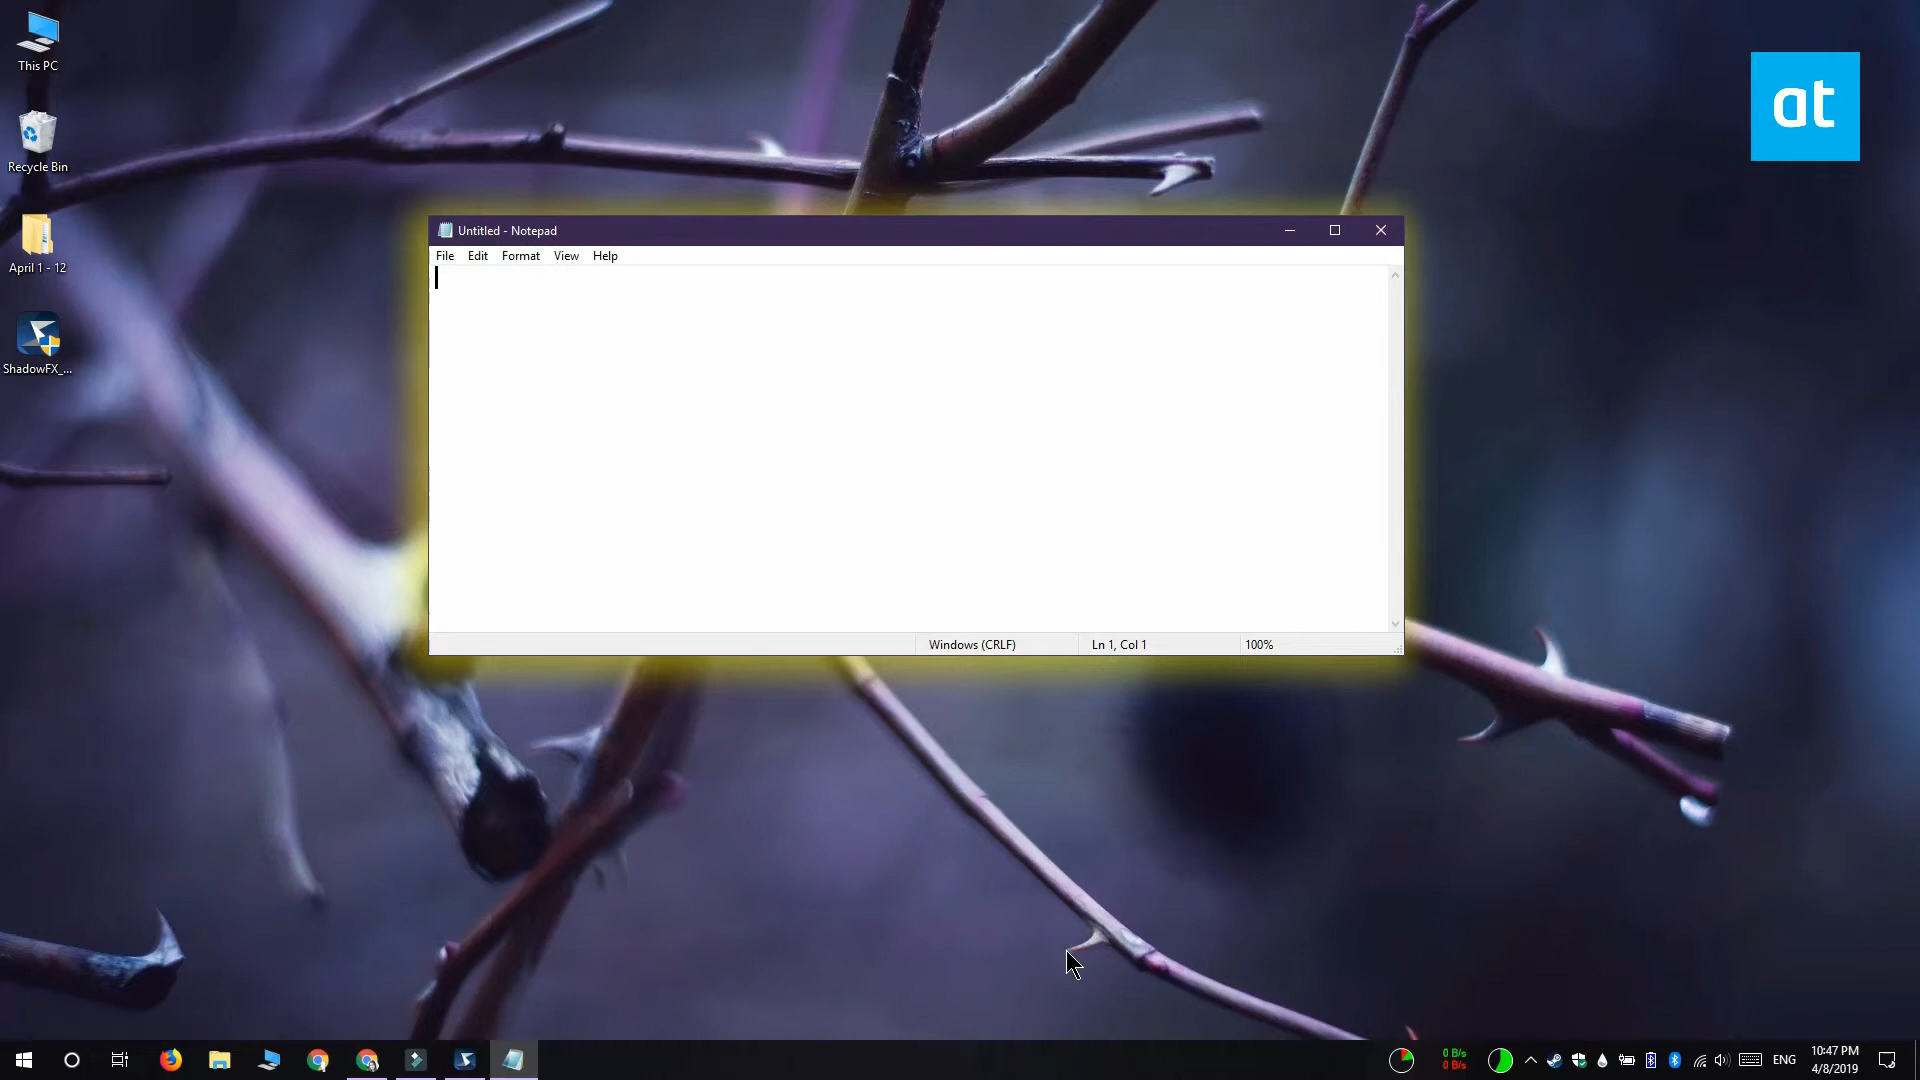 This PC
Recycle Bin
April 1 - 12
ShadowFX_...
at
Untitled - Notepad
File Edit Format View Help
Windows (CRLF) Ln 1, Col 1 100%
0 B/s
0 B/s
ENG
10:47 PM
4/8/2019